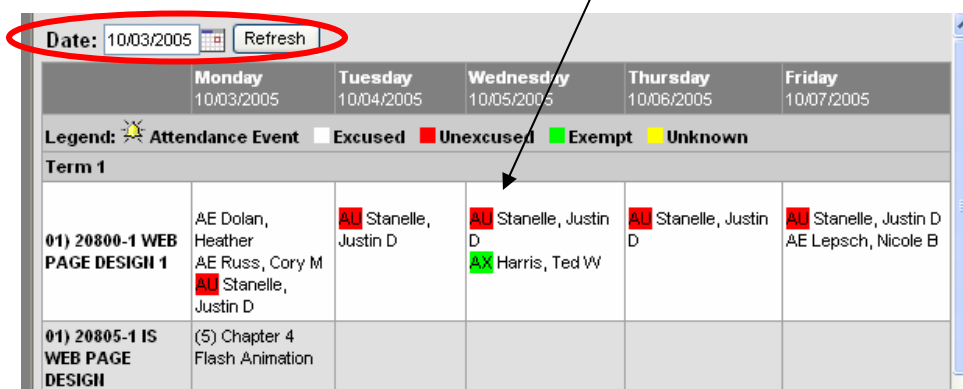 Date: 10/03/2005 Refresh
Monday Tuesday Wednesday Thursday Friday
10/03/2005 10/04/2005 10/05/2005 10/06/2005 10/07/2005
Legend: Attendance Event Excused Unexcused Exempt Unknown
Term 1
01) 20800-1 WEB
PAGE DESIGN 1
AE Dolan,
Heather
AE Russ, Cory M
AU Stanelle,
Justin D
AU Stanelle,
Justin D
AU Stanelle, Justin
D
AX Harris, Ted W
AU Stanelle, Justin
D
AU Stanelle, Justin D
AE Lepsch, Nicole B
01) 20805-1 IS
WEB PAGE
DESIGN
(5) Chapter 4
Flash Animation